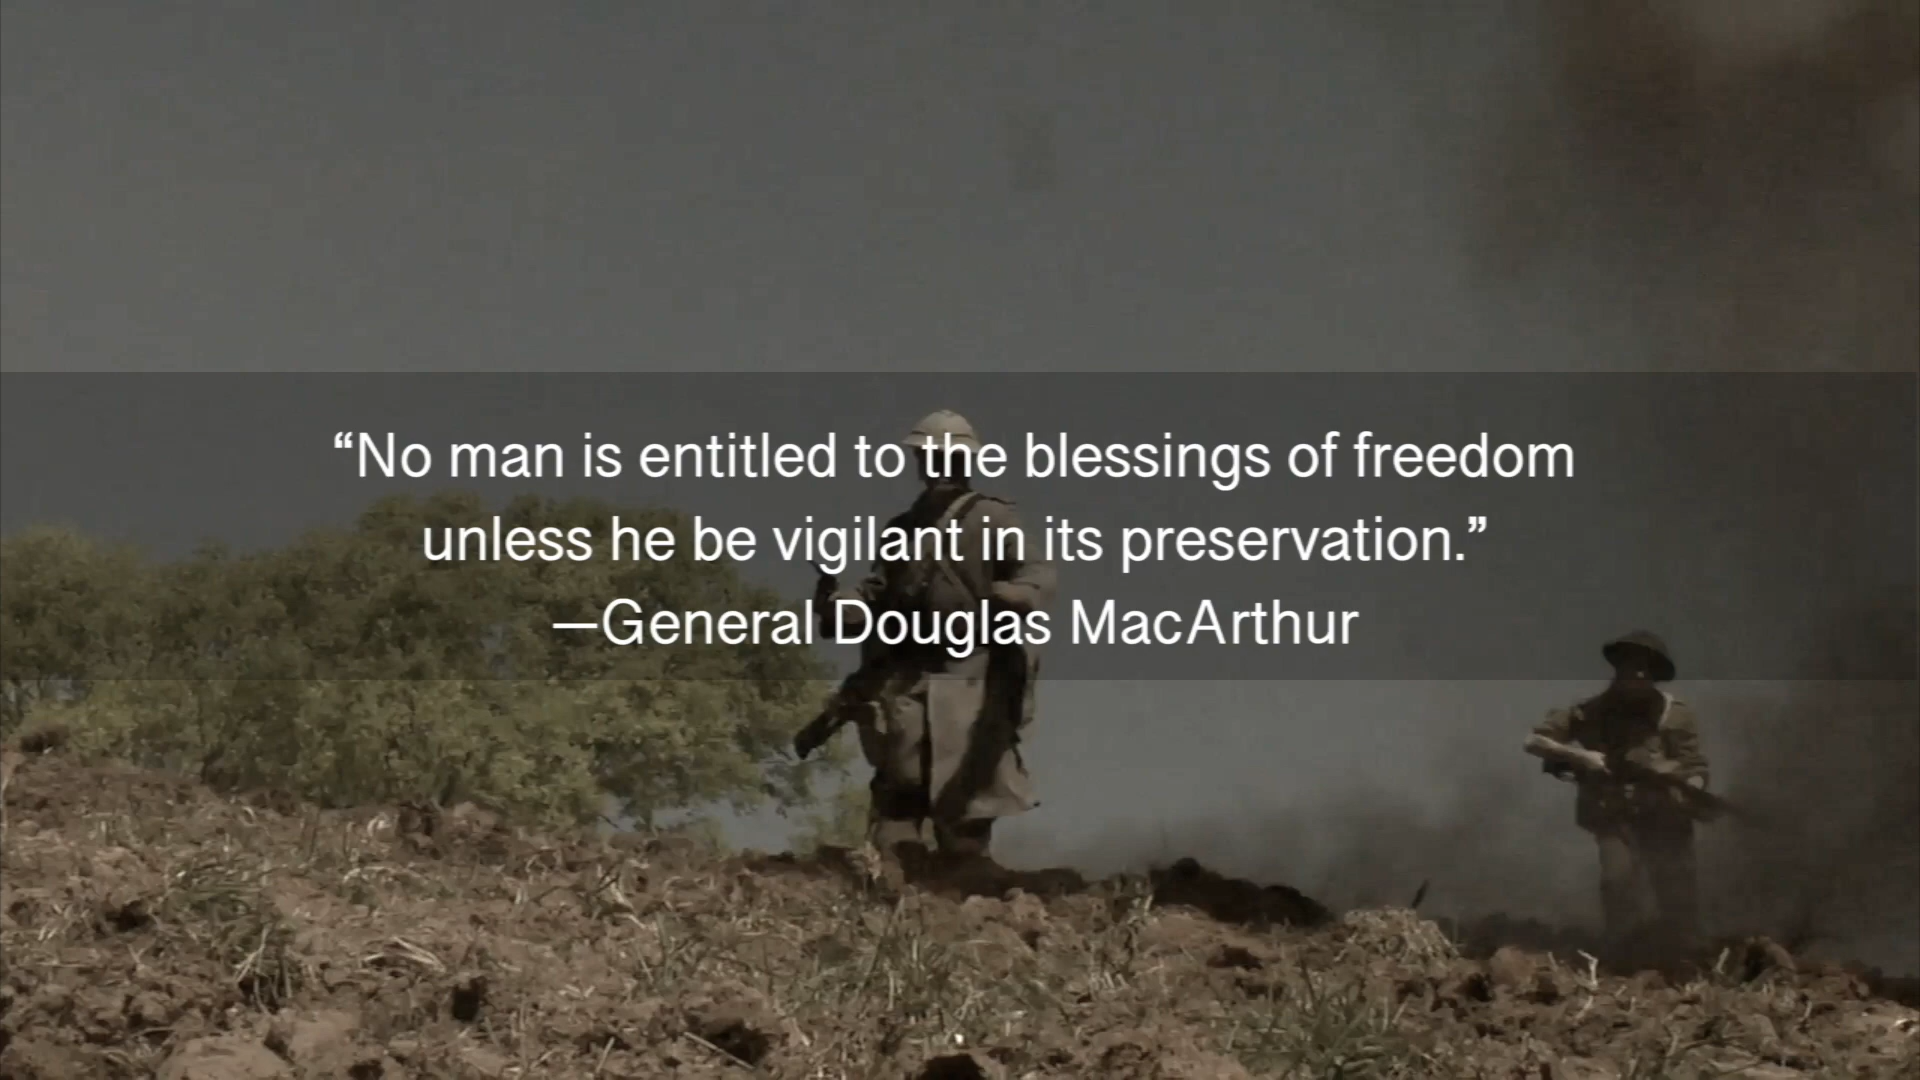 “No man is entitled to the blessings of freedom
unless he be vigilant in its preservation.”
—General Douglas MacArthur